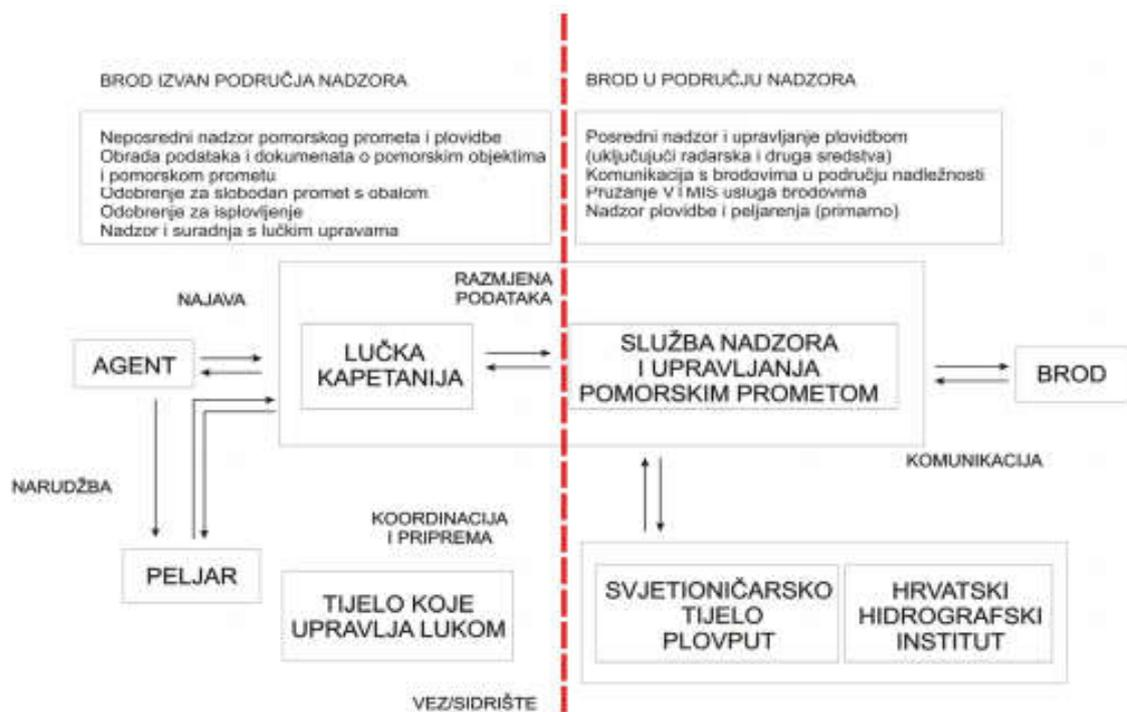 BROD IZVAN PODRUČJA NADZORA
BROD U PODRUČJU NADZORA
Neposredni nadzor pomorskog prometa i plovidbe
Obrada podataka i dokumenata o pomorskim objektima
i pomorskom prometu
Odobrenje za slobodan promet s obalom
Odobrenje za isplovljenje
Nadzor i suradnja s lučkim upravama
Posredni nadzor i upravljanje plovidbom
(uključujući radarska i druga sredstva)
Komunikacija s brodovima u području nadležnosti
Pružanje VTMIS usluga brodovima
Nadzor plovidbe i peljarenja (primarno)
NAJAVA
RAZMJENA
PODATAKA
AGENT
LUČKA
KAPETANIJA
SLUŽBA NADZORA
I UPRAVLJANJA
POMORSKIM PROMETOM
BROD
NARUDŽBA
KOMUNIKACIJA
KOORDINACIJA
I PRIPREMA
PELJAR
TIJELO KOJE
UPRAVLJA LUKOM
SVJETIONIČARSKO
TIJELO
PLOVPUT
HRVATSKI
HIDROGRAFSKI
INSTITUT
VEZ/SIDRIŠTE